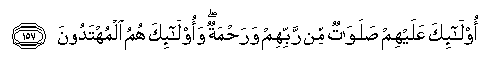 أُوْلَـٰٓئِكَ عَلَيْهِمْ صَلَوَٰتٌ مِّن رَّبِّهِمْ وَرَحْمَةٌ ۖ وَأُوْلَـٰٓئِكَ هُمُ ٱلْمُهْتَدُونَ ١٥٧